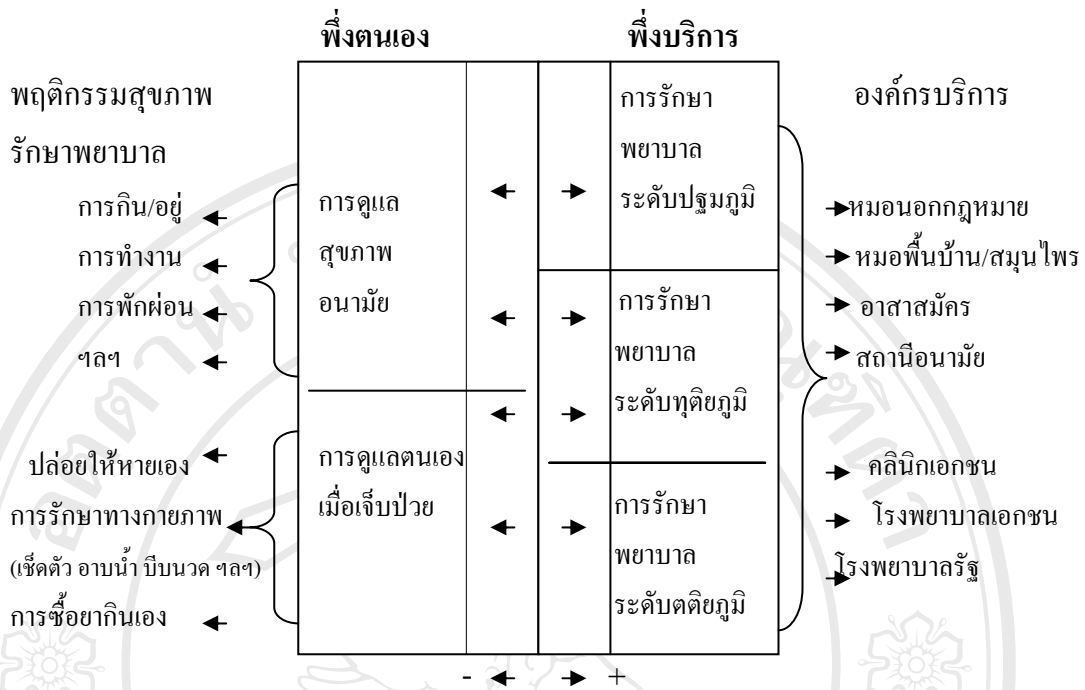 พึ่งตนเอง
พึ่งบริการ
พฤติกรรมสุขภาพ
รักษาพยาบาล
การกิน/อยู่
การทำงาน
การพักผ่อน
ฯลฯ
ปล่อยให้หายเอง
การรักษาทางกายภาพ
(เช็ดตัว อาบน้ำ บีบนวด ฯลฯ)
การซื้อยากินเอง
การดูแล
สุขภาพ
อนามัย
การดูแลตนเอง
เมื่อเจ็บป่วย
การรักษา
พยาบาล
ระดับปฐมภูมิ
การรักษา
พยาบาล
ระดับทุติยภูมิ
การรักษา
พยาบาล
ระดับตติยภูมิ
องค์กรบริการ
หมอนอกกฎหมาย
หมอพื้นบ้าน/สมุนไพร
อาสาสมัคร
สถานีอนามัย
คลินิกเอกชน
โรงพยาบาลเอกชน
โรงพยาบาลรัฐ
- +